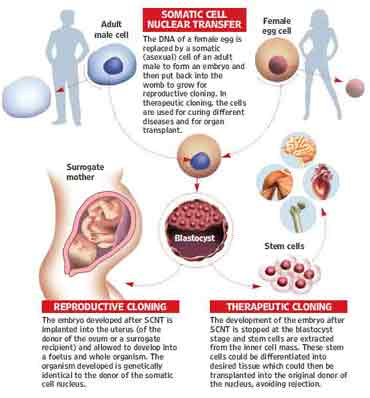 SOMATIC CELL
NUCLEAR TRANSFER
Adult
male cell
Female
egg cell
The DNA of a female egg is
replaced by a somatic
(asexual) cell of an adult
male to form an embryo and
then put back into the
womb to grow for
reproductive cloning. In
therapeutic cloning, the cells
are used for curing different
diseases and for organ
transplant.
Surrogate
mother
Blastocyst
Stem cells
REPRODUCTIVE CLONING
The embryo developed after SCNT is
implanted into the uterus (of the
donor of the ovum or a surrogate
recipient) and allowed to develop into
a foetus and whole organism. The
organism developed is genetically
identical to the donor of the somatic
cell nucleus.
THERAPEUTIC CLONING
The development of the embryo after
SCNT is stopped at the blastocyst
stage and stem cells are extracted
from the inner cell mass. These stem
cells could be differentiated into
desired tissue which could then be
transplanted into the original donor of
the nucleus, avoiding rejection.